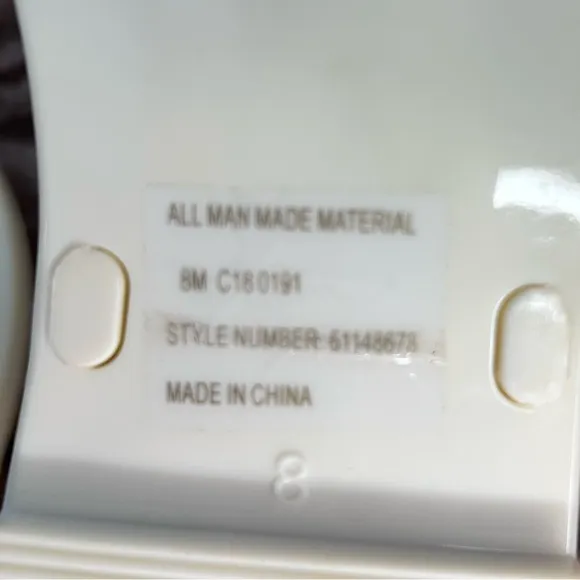 ALL MAN MADE MATERIAL
8M C180191
STYLE NUMBER: 61148678
MADE IN CHINA
8